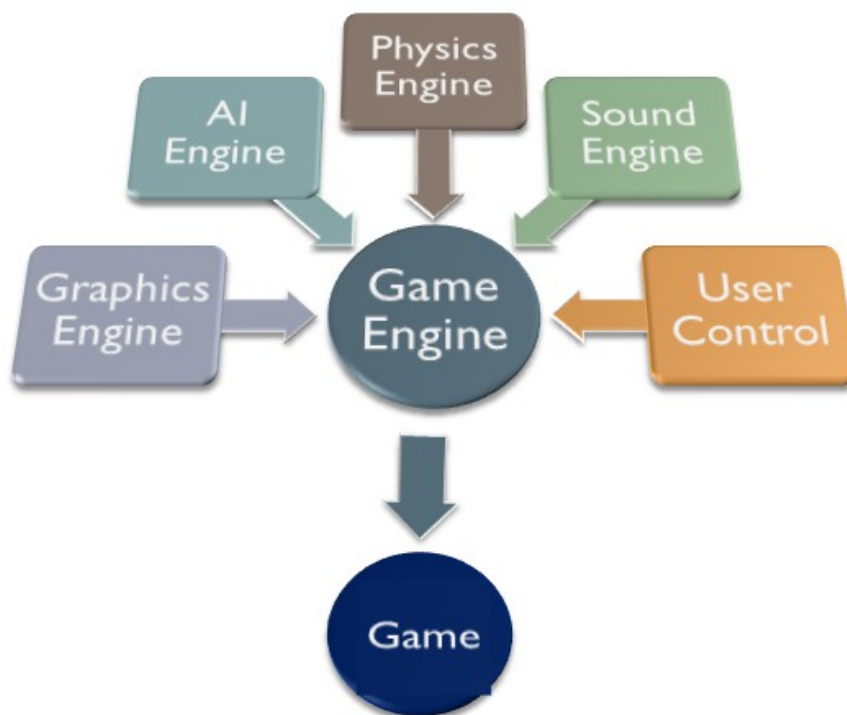 Physics
Engine
AI
Engine
Sound
Engine
Graphics
Engine
Game
Engine
User
Control
Game